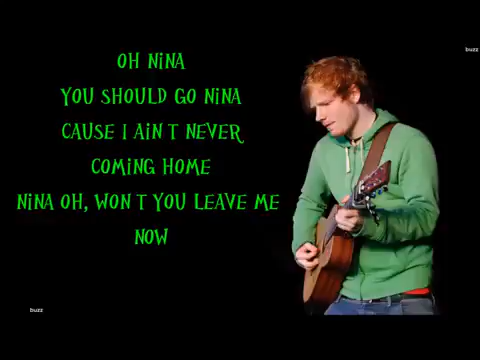 buzz
OH NINA
YOU SHOULD GO NINA
CAUSE I AIN T NEVER
COMING HOME
NINA OH, WON T YOU LEAVE ME
NOW
buzz